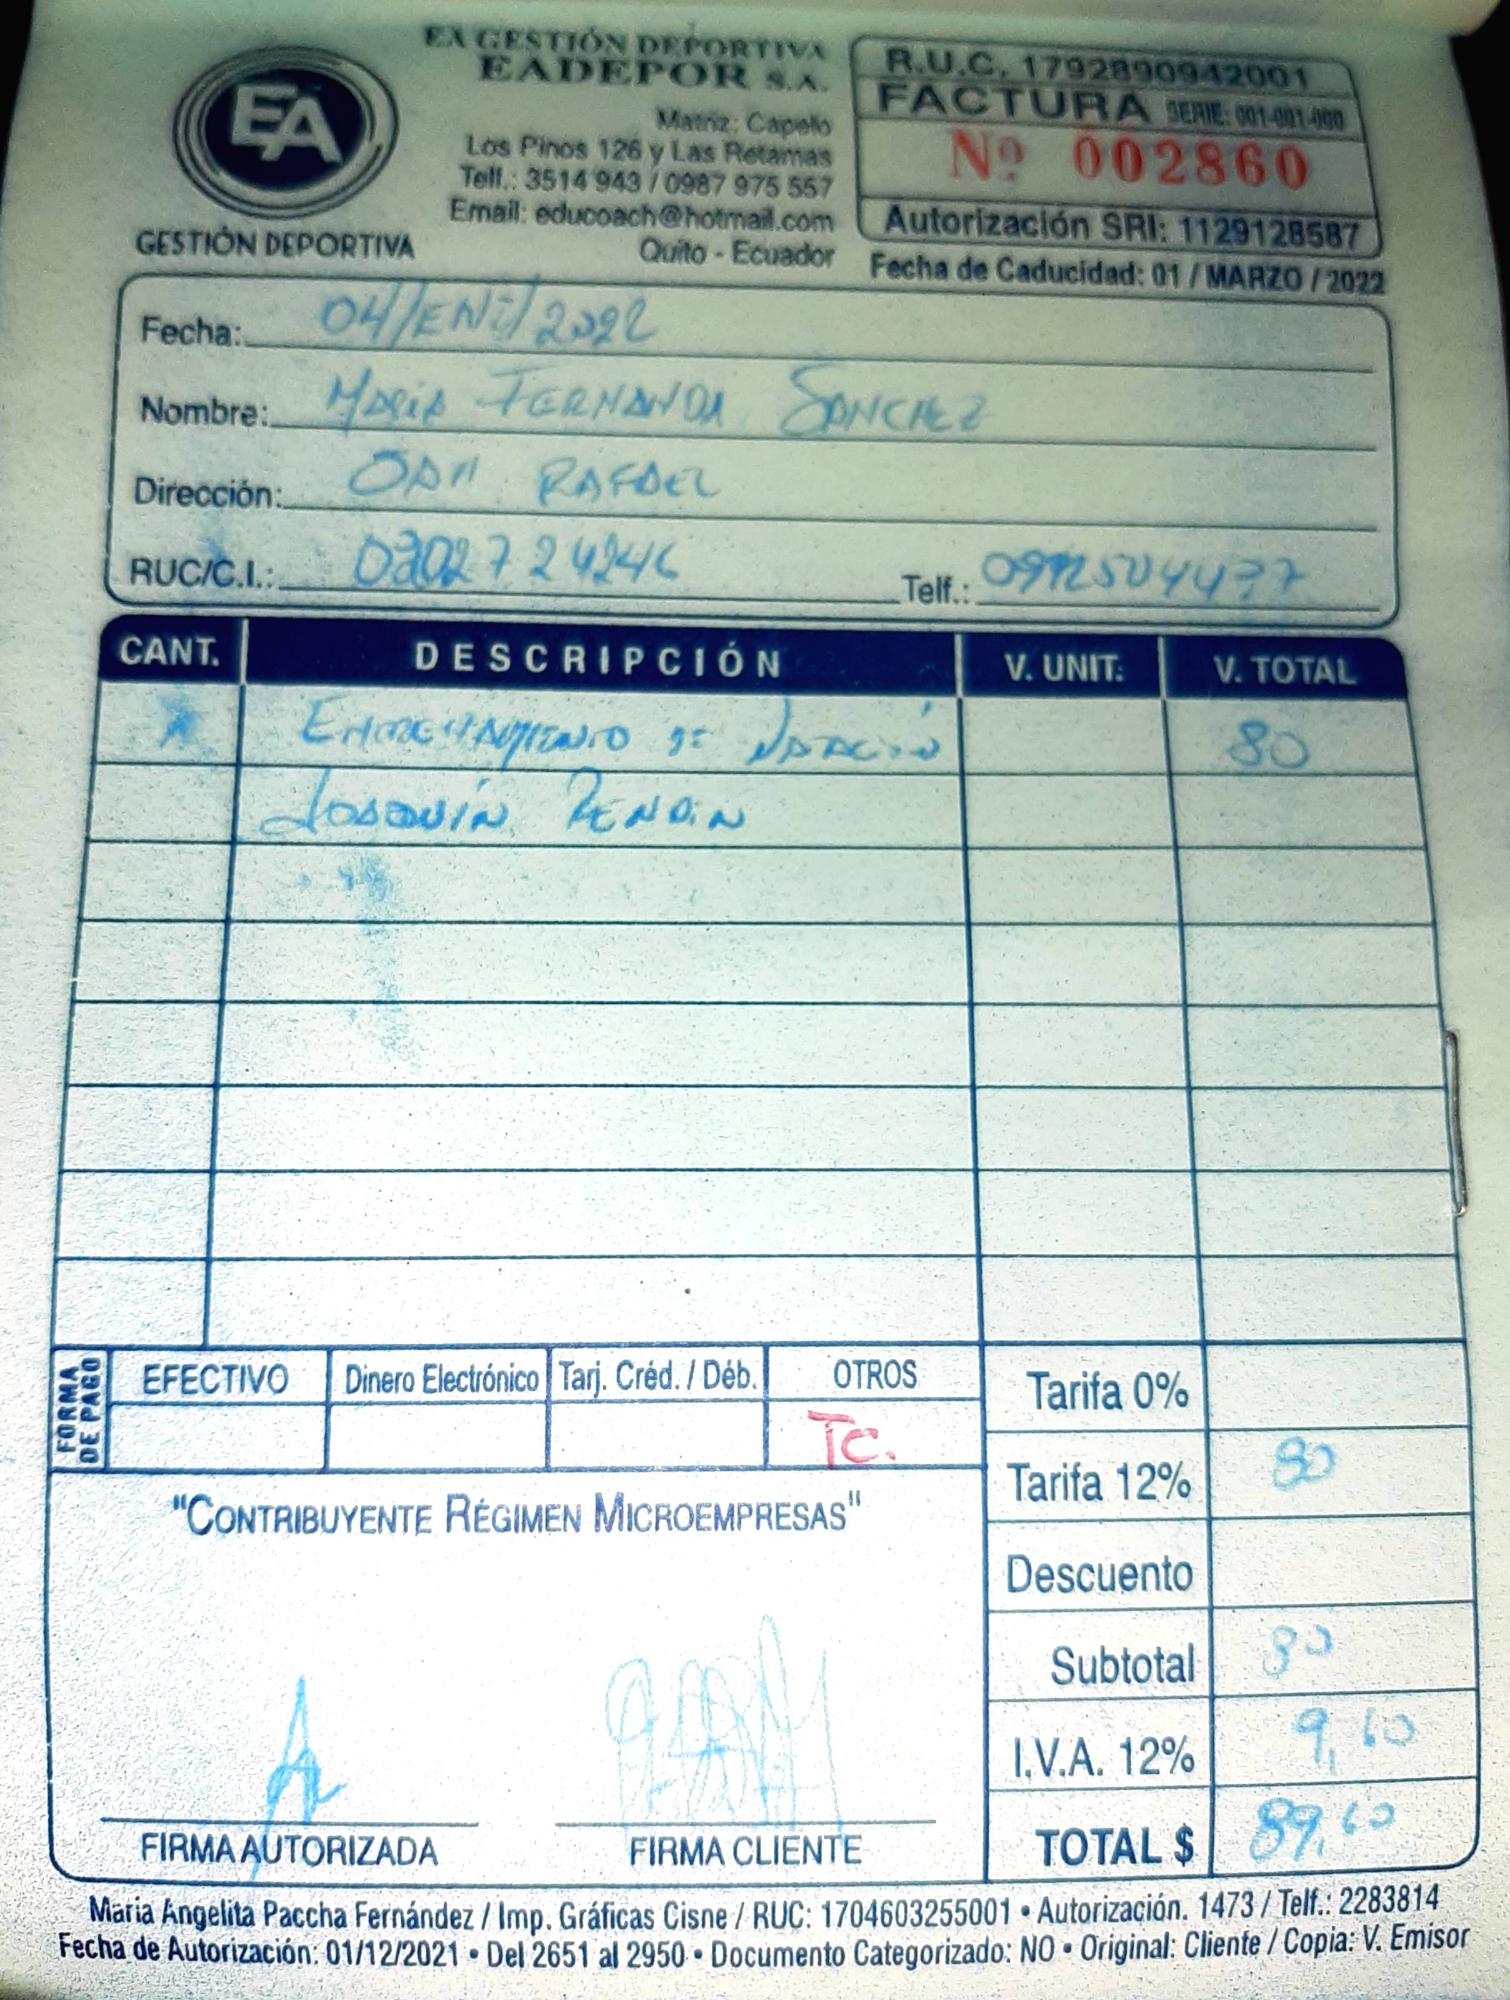 EA GESTIÓN DEPORTIVA
EADEPOR S.A.
EA
GESTIÓN DEPORTIVA
Matriz: Capelo
Los Pinos 126 y Las Retamas
Telf.: 3514 943 / 0987 975 557
Email: educoach@hotmail.com
Quito - Ecuador
R.U.C. 1792890942001
FACTURA SERIE: 001-001-000
Nº 002860
Autorización SRI: 1129128587
Fecha de Caducidad: 01 / MARZO / 2022
Fecha: 04/ENE/2022
Nombre: MARIA FERNANDA SANCHEZ
Dirección: RAFAEL
RUC/C.I.:
Telf.:
CANT. DESCRIPCIÓN V. UNIT: V. TOTAL
ENTRENAMIENTO DE NATACIÓN 80
JOAQUÍN
FORMA DE PAGO
EFECTIVO Dinero Electrónico Tarj. Créd. / Déb. OTROS
TC.
Tarifa 0%
Tarifa 12% 80
Descuento
Subtotal 80
I.V.A. 12% 9,60
TOTAL $ 89,60
"CONTRIBUYENTE RÉGIMEN MICROEMPRESAS"
FIRMA AUTORIZADA FIRMA CLIENTE
Maria Angelita Paccha Fernández / Imp. Gráficas Cisne / RUC: 1704603255001 • Autorización. 1473 / Telf.: 2283814
Fecha de Autorización: 01/12/2021 • Del 2651 al 2950 • Documento Categorizado: NO • Original: Cliente / Copia: V. Emisor